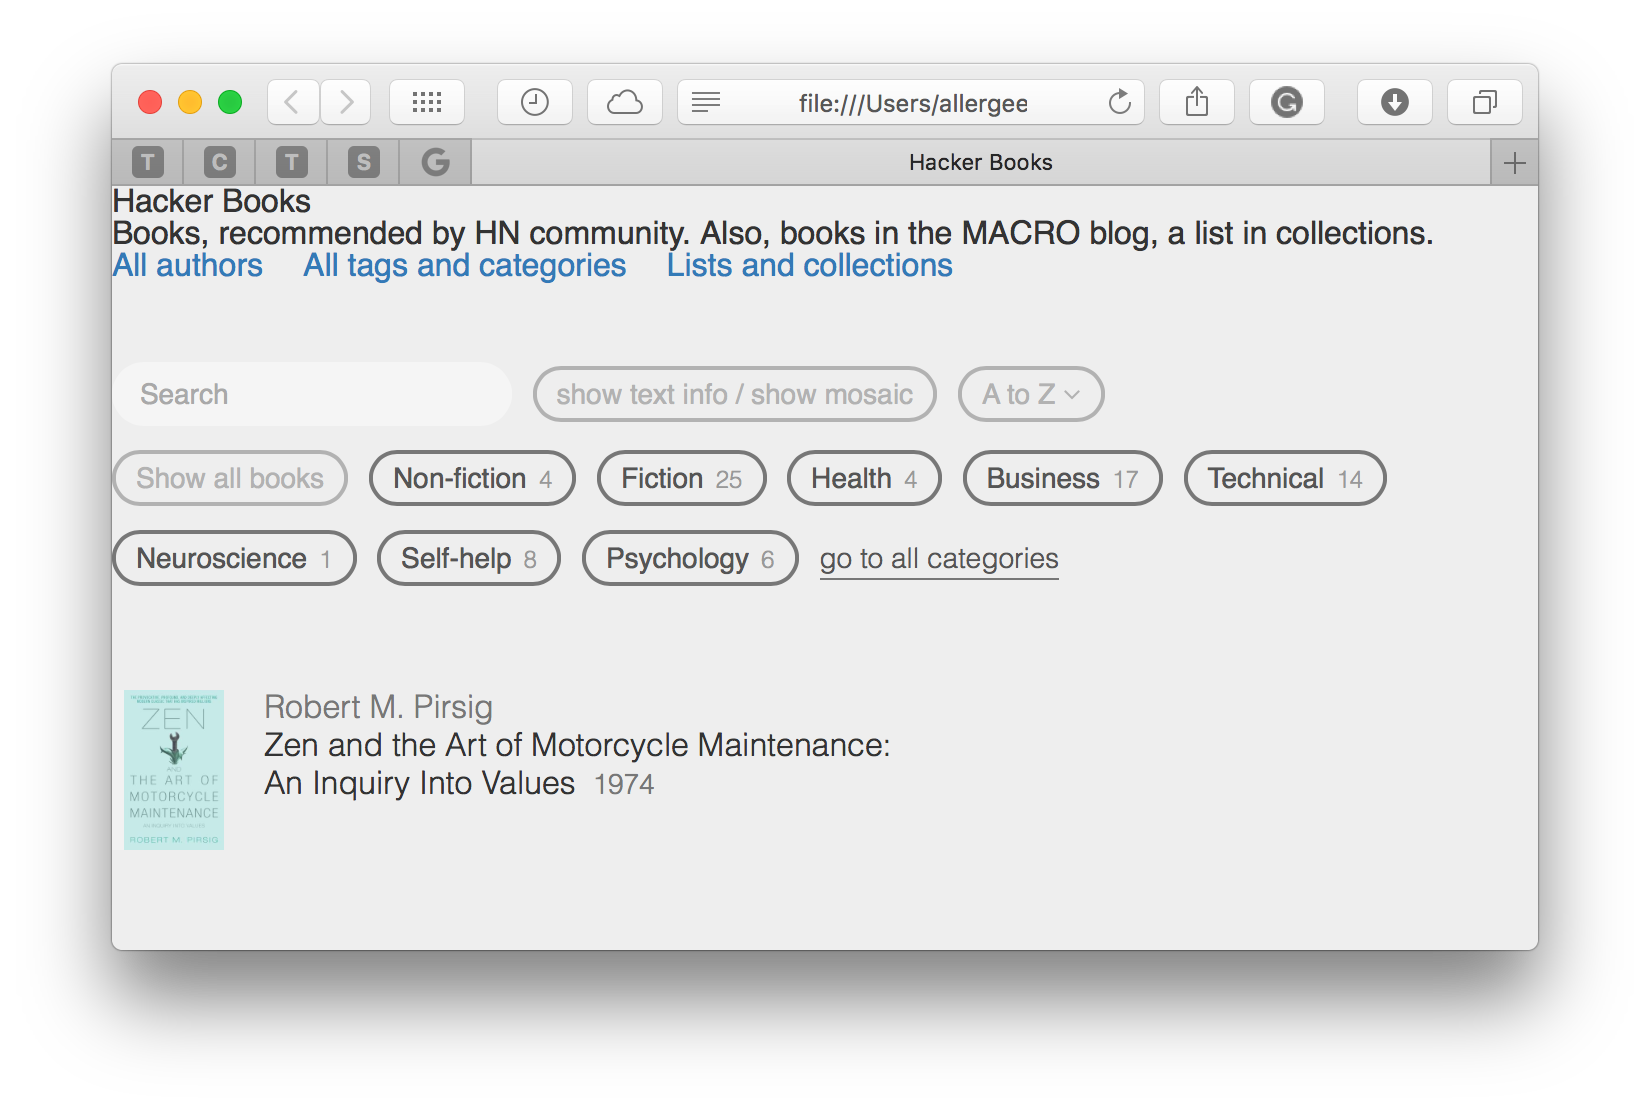 file:///Users/allergee
T C T S G Hacker Books
Hacker Books
Books, recommended by HN community. Also, books in the MACRO blog, a list in collections.
All authors All tags and categories Lists and collections
Search show text info / show mosaic A to Z
Show all books Non-fiction 4 Fiction 25 Health 4 Business 17 Technical 14
Neuroscience 1 Self-help 8 Psychology 6 go to all categories
ZEN
AND
THE ART OF
MOTORCYCLE
MAINTENANCE
AN INQUIRY INTO VALUES
ROBERT M. PIRSIG
Robert M. Pirsig
Zen and the Art of Motorcycle Maintenance:
An Inquiry Into Values 1974